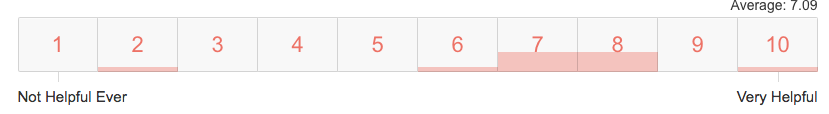 Average: 7.09
1 2 3 4 5 6 7 8 9 10
Not Helpful Ever Very Helpful